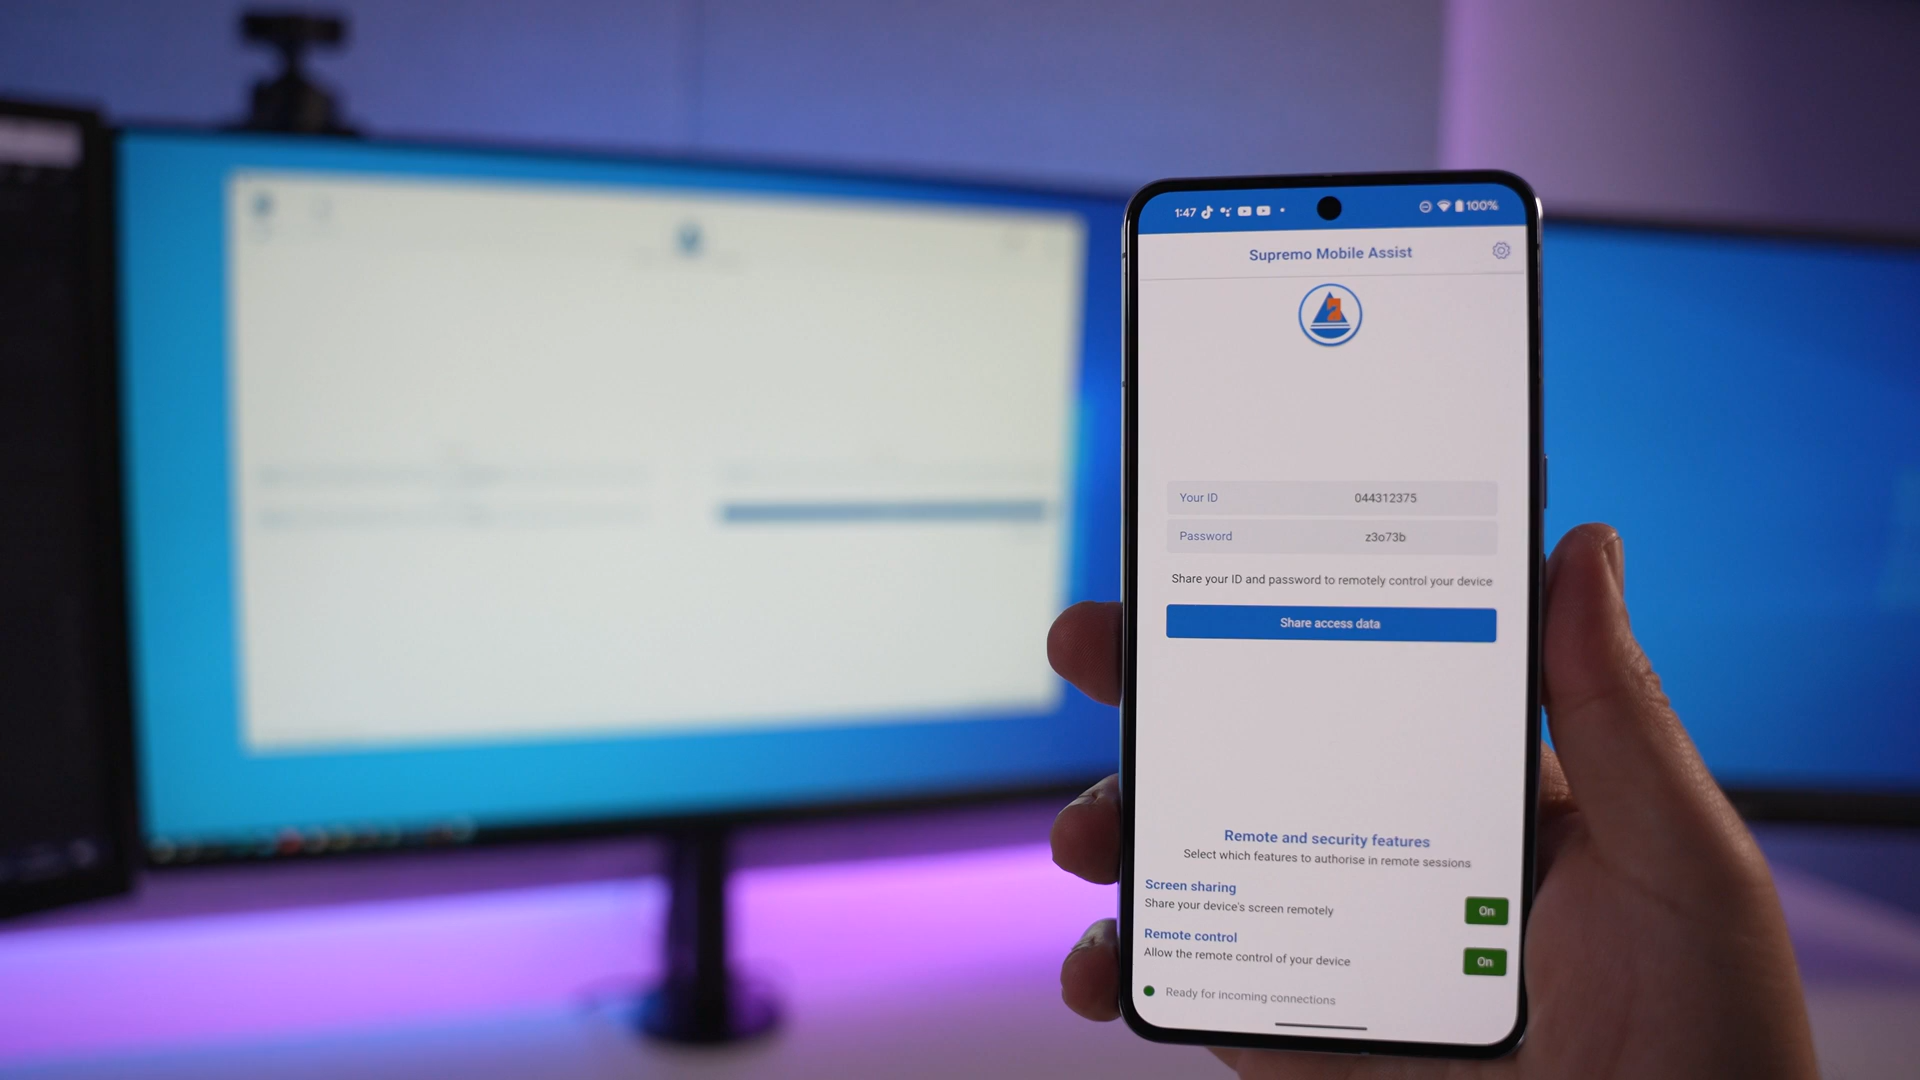 1:47 100%
Supremo Mobile Assist
Your ID 044312375
Password z3o73b
Share your ID and password to remotely control your device
Share access data
Remote and security features
Select which features to authorise in remote sessions
Screen sharing
Share your device's screen remotely
On
Remote control
Allow the remote control of your device
On
Ready for incoming connections